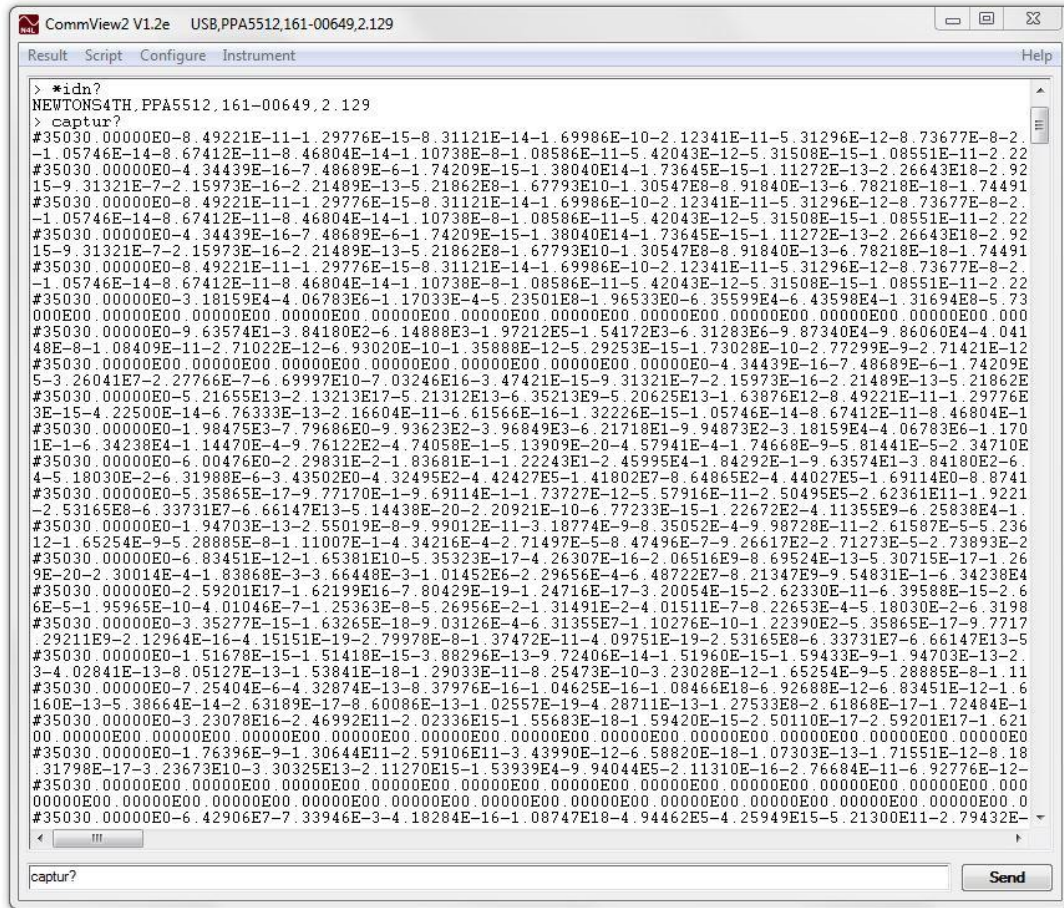 CommView2 V1.2e USB,PPA5512,161-00649,2.129
Result Script Configure Instrument Help
> *idn?
NEWTONS4TH,PPA5512,161-00649,2.129
> captur?
#35030.00000E0-8.49221E-11-1.29776E-15-8.31121E-14-1.69986E-10-2.12341E-11-5.31296E-12-8.73677E-8-2.
-1.05746E-14-8.67412E-11-8.46804E-14-1.10738E-8-1.08586E-11-5.42043E-12-5.31508E-15-1.08551E-11-2.22
#35030.00000E0-4.34439E-16-7.48689E-6-1.74209E-15-1.38040E14-1.73645E-15-1.11272E-13-2.26643E18-2.92
15-9.31321E-7-2.15973E-16-2.21489E-13-5.21862E8-1.67793E10-1.30547E8-8.91840E-13-6.78218E-18-1.74491
#35030.00000E0-8.49221E-11-1.29776E-15-8.31121E-14-1.69986E-10-2.12341E-11-5.31296E-12-8.73677E-8-2.
-1.05746E-14-8.67412E-11-8.46804E-14-1.10738E-8-1.08586E-11-5.42043E-12-5.31508E-15-1.08551E-11-2.22
#35030.00000E0-4.34439E-16-7.48689E-6-1.74209E-15-1.38040E14-1.73645E-15-1.11272E-13-2.26643E18-2.92
15-9.31321E-7-2.15973E-16-2.21489E-13-5.21862E8-1.67793E10-1.30547E8-8.91840E-13-6.78218E-18-1.74491
#35030.00000E0-8.49221E-11-1.29776E-15-8.31121E-14-1.69986E-10-2.12341E-11-5.31296E-12-8.73677E-8-2.
-1.05746E-14-8.67412E-11-8.46804E-14-1.10738E-8-1.08586E-11-5.42043E-12-5.31508E-15-1.08551E-11-2.22
#35030.00000E0-3.18159E4-4.06783E6-1.17033E-4-5.23501E8-1.96533E0-6.35599E4-6.43598E4-1.31694E8-5.73
000E00.00000E00.00000E00.00000E00.00000E00.00000E00.00000E00.00000E00.00000E00.00000E00.00000E00.000
#35030.00000E0-9.63574E1-3.84180E2-6.14888E3-1.97212E5-1.54172E3-6.31283E6-9.87340E4-9.86060E4-4.041
48E-8-1.08409E-11-2.71022E-12-6.93020E-10-1.35888E-12-5.29253E-15-1.73028E-10-2.77299E-9-2.71421E-12
#35030.00000E00.00000E00.00000E00.00000E00.00000E00.00000E00.00000E0-4.34439E-16-7.48689E-6-1.74209E
5-3.26041E7-2.27766E-7-6.69997E10-7.03246E16-3.47421E-15-9.31321E-7-2.15973E-16-2.21489E-13-5.21862E
#35030.00000E0-5.21655E13-2.13213E17-5.21312E13-6.35213E9-5.20625E13-1.63876E12-8.49221E-11-1.29776E
3E-15-4.22500E-14-6.76333E-13-2.16604E-11-6.61566E-16-1.32226E-15-1.05746E-14-8.67412E-11-8.46804E-1
#35030.00000E0-1.98475E3-7.79686E0-9.93623E2-3.96849E3-6.21718E1-9.94873E2-3.18159E4-4.06783E6-1.170
1E-1-6.34238E4-1.14470E-4-9.76122E2-4.74058E-1-5.13909E-20-4.57941E-4-1.74668E-9-5.81441E-5-2.34710E
#35030.00000E0-6.00476E0-2.29831E-2-1.83681E-1-1.22243E1-2.45995E4-1.84292E-1-9.63574E1-3.84180E2-6.
4-5.18030E-2-6.31988E-6-3.43502E0-4.32495E2-4.42427E5-1.41802E7-8.64865E2-4.44027E5-1.69114E0-8.8741
#35030.00000E0-5.35865E-17-9.77170E-1-9.69114E-1-1.73727E-12-5.57916E-11-2.50495E5-2.62361E11-1.9221
-2.53165E8-6.33731E7-6.66147E13-5.14438E-20-2.20921E-10-6.77233E-15-1.22672E-2-4.11355E9-6.25838E4-1.
#35030.00000E0-1.94703E-13-2.55019E-8-9.99012E-11-3.18774E-9-8.35052E-4-9.98728E-11-2.61587E-5-5.236
12-1.65254E-9-5.28885E-8-1.11007E-1-4.34216E-4-2.71497E-5-8.47496E-7-9.26617E2-2.71273E-5-2.73893E-2
#35030.00000E0-6.83451E-12-1.65381E10-5.35323E-17-4.26307E-16-2.06516E9-8.69524E-13-5.30715E-17-1.26
9E-20-2.30014E-4-1.83868E-3-3.66448E-3-1.01452E6-2.29656E-4-6.48722E7-8.21347E9-9.54831E-1-6.34238E4
#35030.00000E0-2.59201E17-1.62199E16-7.80429E-19-1.24716E-17-3.20054E-15-2.62330E-11-6.39588E-15-2.6
6E-5-1.95965E-10-4.01046E-7-1.25363E-8-5.26956E-2-1.31491E-2-4.01511E-7-8.22653E-4-5.18030E-2-6.3198
#35030.00000E0-3.35277E-15-1.63265E-18-9.03126E-4-6.31355E7-1.10276E-10-1.22390E2-5.35865E-17-9.7717
.29211E9-2.12964E-16-4.15151E-19-2.79978E-8-1.37472E-11-4.09751E-19-2.53165E8-6.33731E7-6.66147E13-5
#35030.00000E0-1.51678E-15-1.51418E-15-3.88296E-13-9.72406E-14-1.51960E-15-1.59433E-9-1.94703E-13-2.
3-4.02841E-13-8.05127E-13-1.53841E-18-1.29033E-11-8.25473E-10-3.23028E-12-1.65254E-9-5.28885E-8-1.11
#35030.00000E0-7.25404E-6-4.32874E-13-8.37976E-16-1.04625E-16-1.08466E18-6.92688E-12-6.83451E-12-1.6
160E-13-5.38664E-14-2.63189E-17-8.60086E-13-1.02557E-19-4.28711E-13-1.27533E8-2.61868E-17-1.72484E-1
#35030.00000E0-3.23078E16-2.46992E11-2.02336E15-1.55683E-18-1.59420E-15-2.50110E-17-2.59201E17-1.621
00.00000E00.00000E00.00000E00.00000E00.00000E00.00000E00.00000E00.00000E00.00000E00.00000E00.00000E0
#35030.00000E0-1.76396E-9-1.30644E11-2.59106E11-3.43990E-12-6.58820E-18-1.07303E-13-1.71551E-12-8.18
.31798E-17-3.23673E10-3.30325E13-2.11270E15-1.53939E4-9.94044E5-2.11310E-16-2.76684E-11-6.92776E-12-
#35030.00000E00.00000E00.00000E00.00000E00.00000E00.00000E00.00000E00.00000E00.00000E00.00000E00.000
00000E00.00000E00.00000E00.00000E00.00000E00.00000E00.00000E00.00000E00.00000E00.00000E00.00000E00.0
#35030.00000E0-6.42906E7-7.33946E-3-4.18284E-16-1.08747E18-4.94462E5-4.25949E15-5.21300E11-2.79432E-
captur?
Send